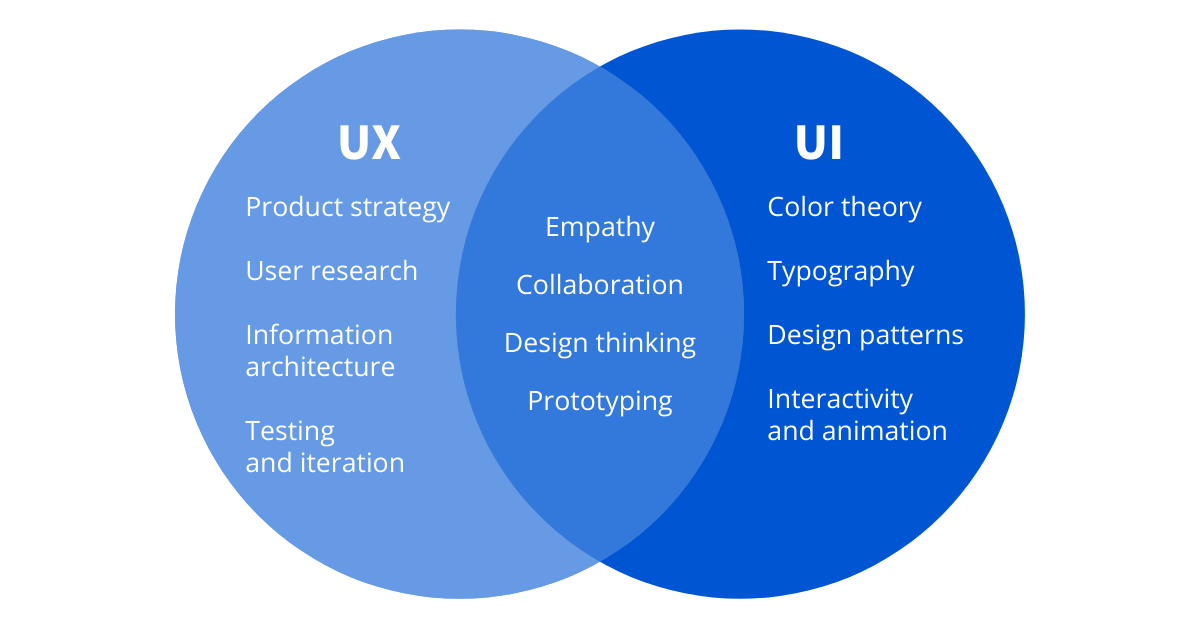 UX
Product strategy
User research
Information
architecture
Testing
and iteration
Empathy
Collaboration
Design thinking
Prototyping
UI
Color theory
Typography
Design patterns
Interactivity
and animation